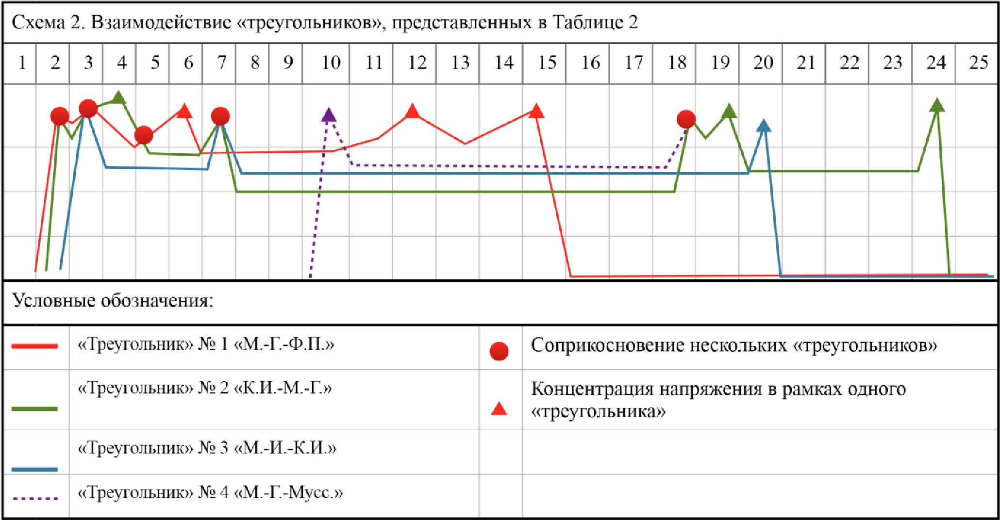 Схема 2. Взаимодействие «треугольников», представленных в Таблице 2
1 2 3 4 5 6 7 8 9 10 11 12 13 14 15 16 17 18 19 20 21 22 23 24 25
Условные обозначения:
«Треугольник» № 1 «М.-Г.-Ф.П.»
Соприкосновение нескольких «треугольников»
«Треугольник» № 2 «К.И.-М.-Г.»
Концентрация напряжения в рамках одного
«треугольника»
«Треугольник» № 3 «М.-И.-К.И.»
«Треугольник» № 4 «М.-Г.-Мусс.»